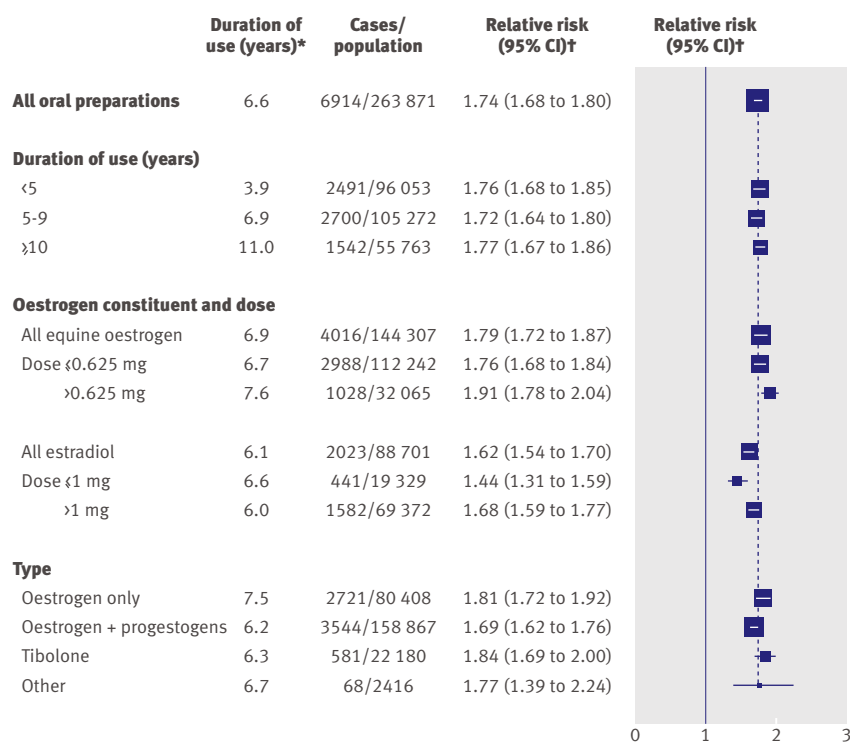 Duration of use (years)* Cases/ population Relative risk (95% CI)† Relative risk (95% CI)†
All oral preparations 6.6 6914/263 871 1.74 (1.68 to 1.80)
Duration of use (years)
<5 3.9 2491/96 053 1.76 (1.68 to 1.85)
5-9 6.9 2700/105 272 1.72 (1.64 to 1.80)
≥10 11.0 1542/55 763 1.77 (1.67 to 1.86)
Oestrogen constituent and dose
All equine oestrogen 6.9 4016/144 307 1.79 (1.72 to 1.87)
Dose ≤0.625 mg 6.7 2988/112 242 1.76 (1.68 to 1.84)
>0.625 mg 7.6 1028/32 065 1.91 (1.78 to 2.04)
All estradiol 6.1 2023/88 701 1.62 (1.54 to 1.70)
Dose ≤1 mg 6.6 441/19 329 1.44 (1.31 to 1.59)
>1 mg 6.0 1582/69 372 1.68 (1.59 to 1.77)
Type
Oestrogen only 7.5 2721/80 408 1.81 (1.72 to 1.92)
Oestrogen + progestogens 6.2 3544/158 867 1.69 (1.62 to 1.76)
Tibolone 6.3 581/22 180 1.84 (1.69 to 2.00)
Other 6.7 68/2416 1.77 (1.39 to 2.24)
0 1 2 3